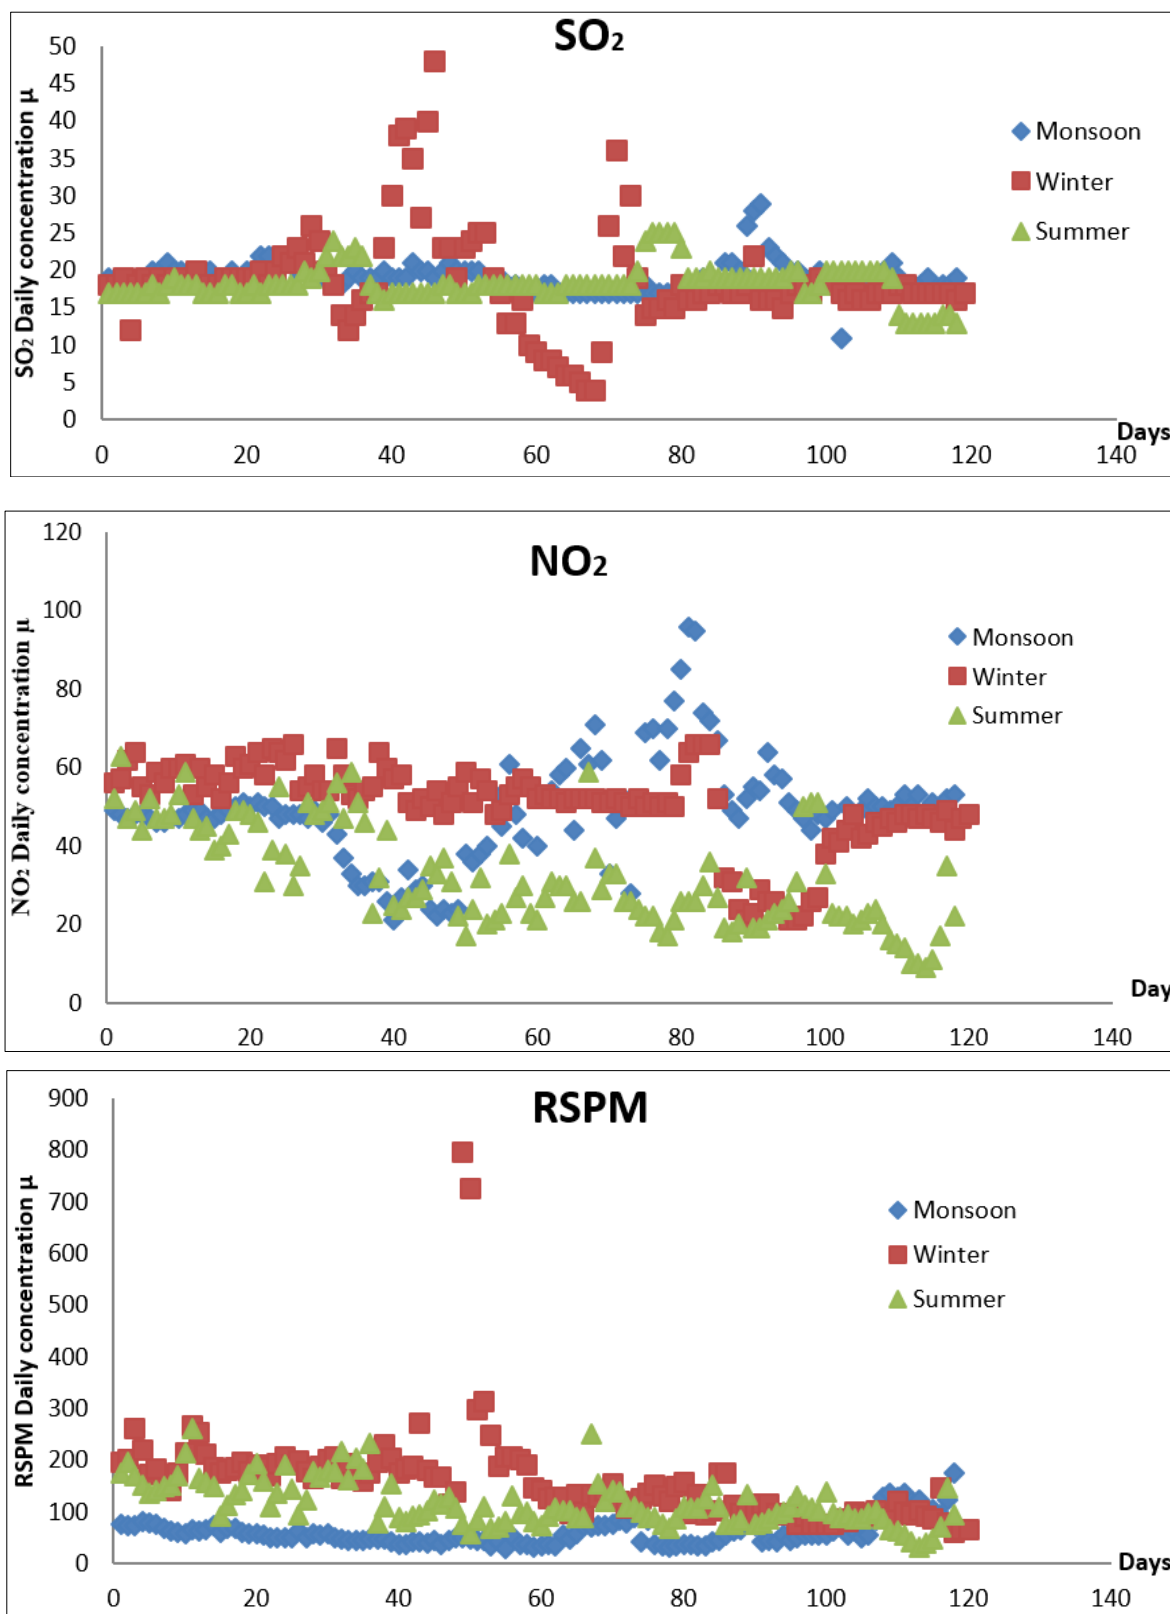 SO₂
50
45
40
35
30
25
20
15
10
5
0
SO₂ Daily concentration µ
Monsoon
Winter
Summer
Days
0 20 40 60 80 100 120 140
NO₂
120
100
80
60
40
20
0
NO₂ Daily concentration µ
Monsoon
Winter
Summer
Day
0 20 40 60 80 100 120 140
RSPM
900
800
700
600
500
400
300
200
100
0
RSPM Daily concentration µ
Monsoon
Winter
Summer
Days
0 20 40 60 80 100 120 140